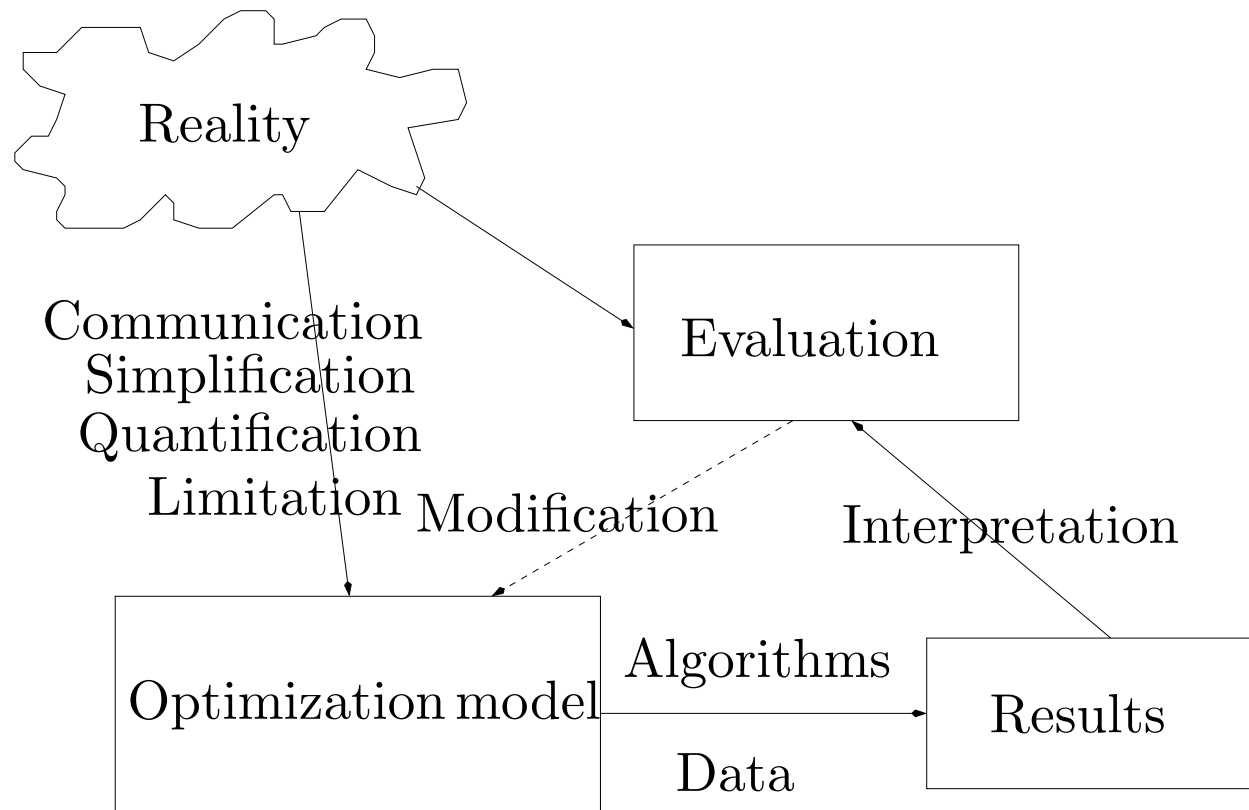 Reality
Communication
Simplification
Quantification
Limitation
Evaluation
Modification
Interpretation
Optimization model
Algorithms
Data
Results